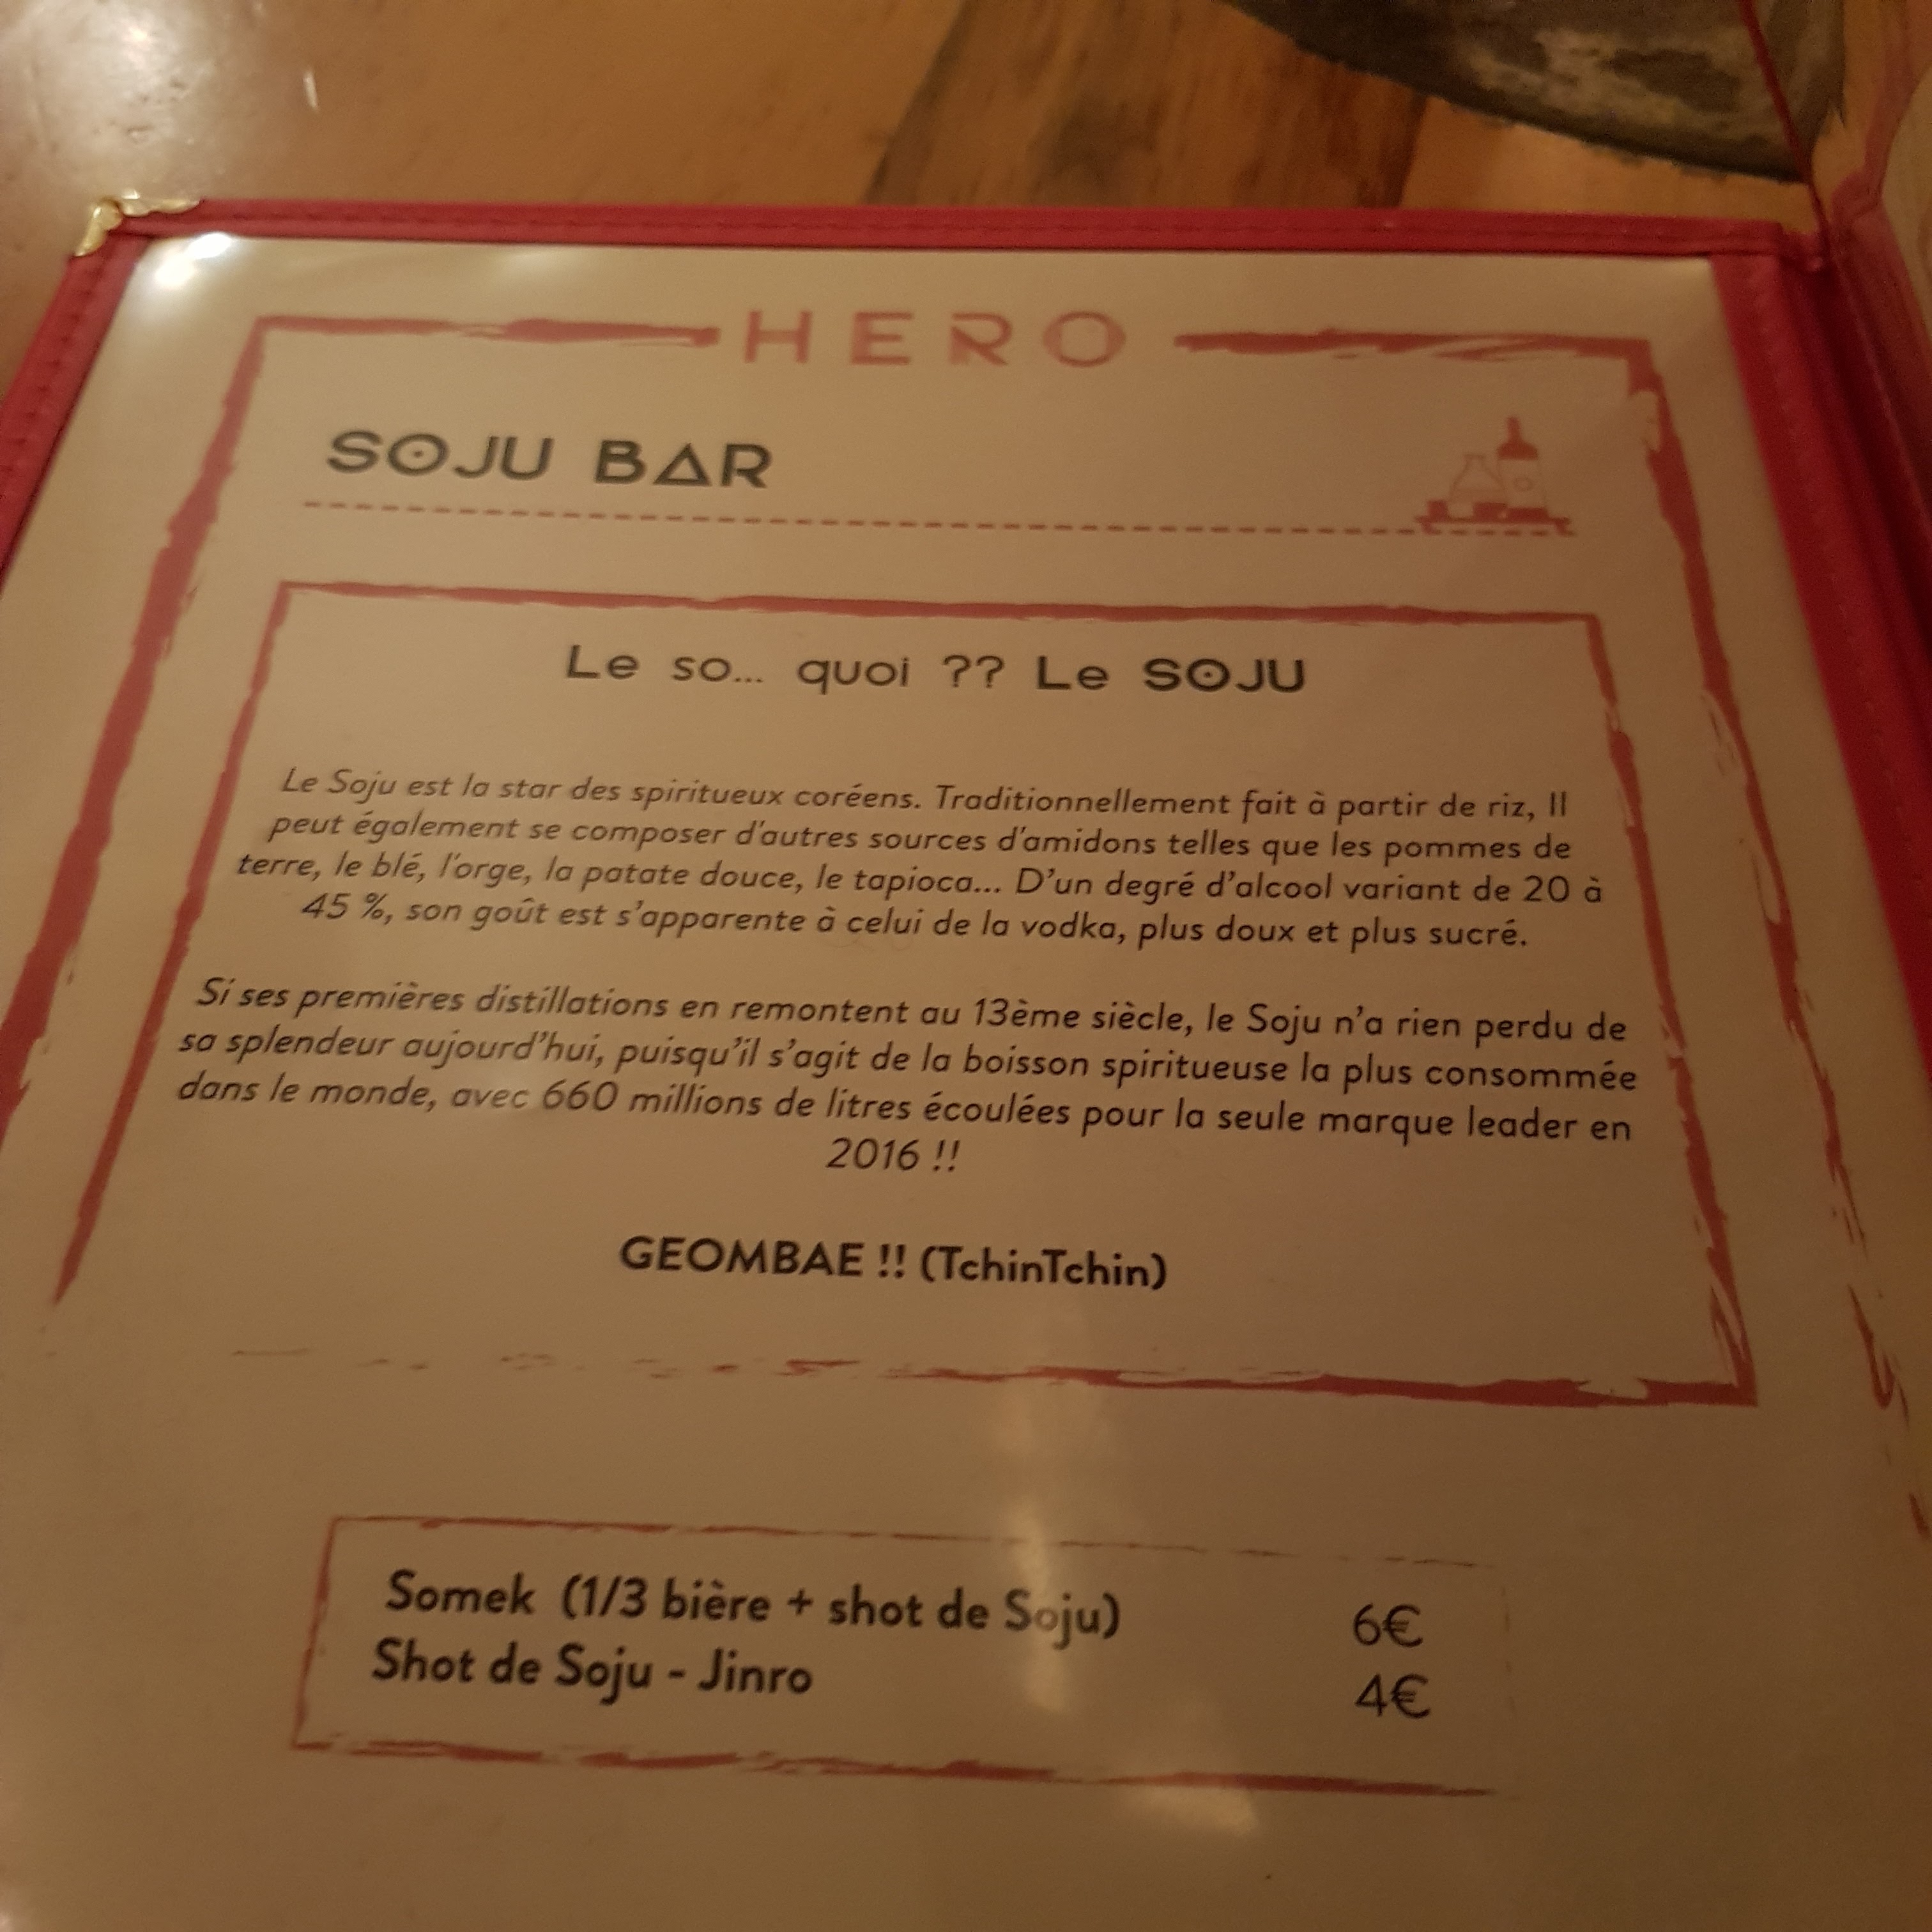 HERO
SOJU BAR
Le so... quoi ?? Le SOJU
Le Soju est la star des spiritueux coréens. Traditionnellement fait à partir de riz, Il
peut également se composer d'autres sources d'amidons telles que les pommes de
terre, le blé, l'orge, la patate douce, le tapioca... D'un degré d'alcool variant de 20 à
45 %, son goût est s'apparente à celui de la vodka, plus doux et plus sucré.
Si ses premières distillations en remontent au 13ème siècle, le Soju n'a rien perdu de
sa splendeur aujourd'hui, puisqu'il s'agit de la boisson spiritueuse la plus consommée
dans le monde, avec 660 millions de litres écoulées pour la seule marque leader en
2016 !!
GEOMBAE !! (TchinTchin)
Somek (1/3 bière + shot de Soju) 6€
Shot de Soju - Jinro 4€